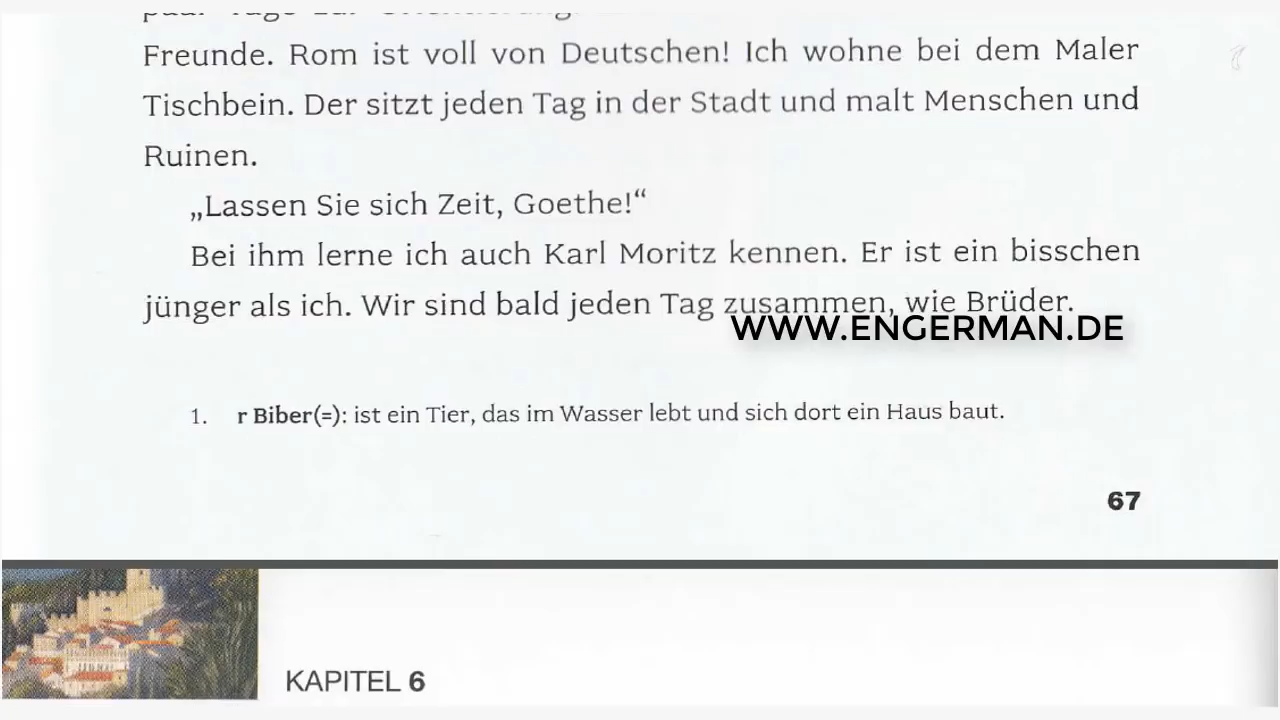 Freunde. Rom ist voll von Deutschen! Ich wohne bei dem Maler
Tischbein. Der sitzt jeden Tag in der Stadt und malt Menschen und
Ruinen.
„Lassen Sie sich Zeit, Goethe!“
Bei ihm lerne ich auch Karl Moritz kennen. Er ist ein bisschen
jünger als ich. Wir sind bald jeden Tag zusammen, wie Brüder.
WWW.ENGERMAN.DE
1. r Biber(=): ist ein Tier, das im Wasser lebt und sich dort ein Haus baut.
67
KAPITEL 6